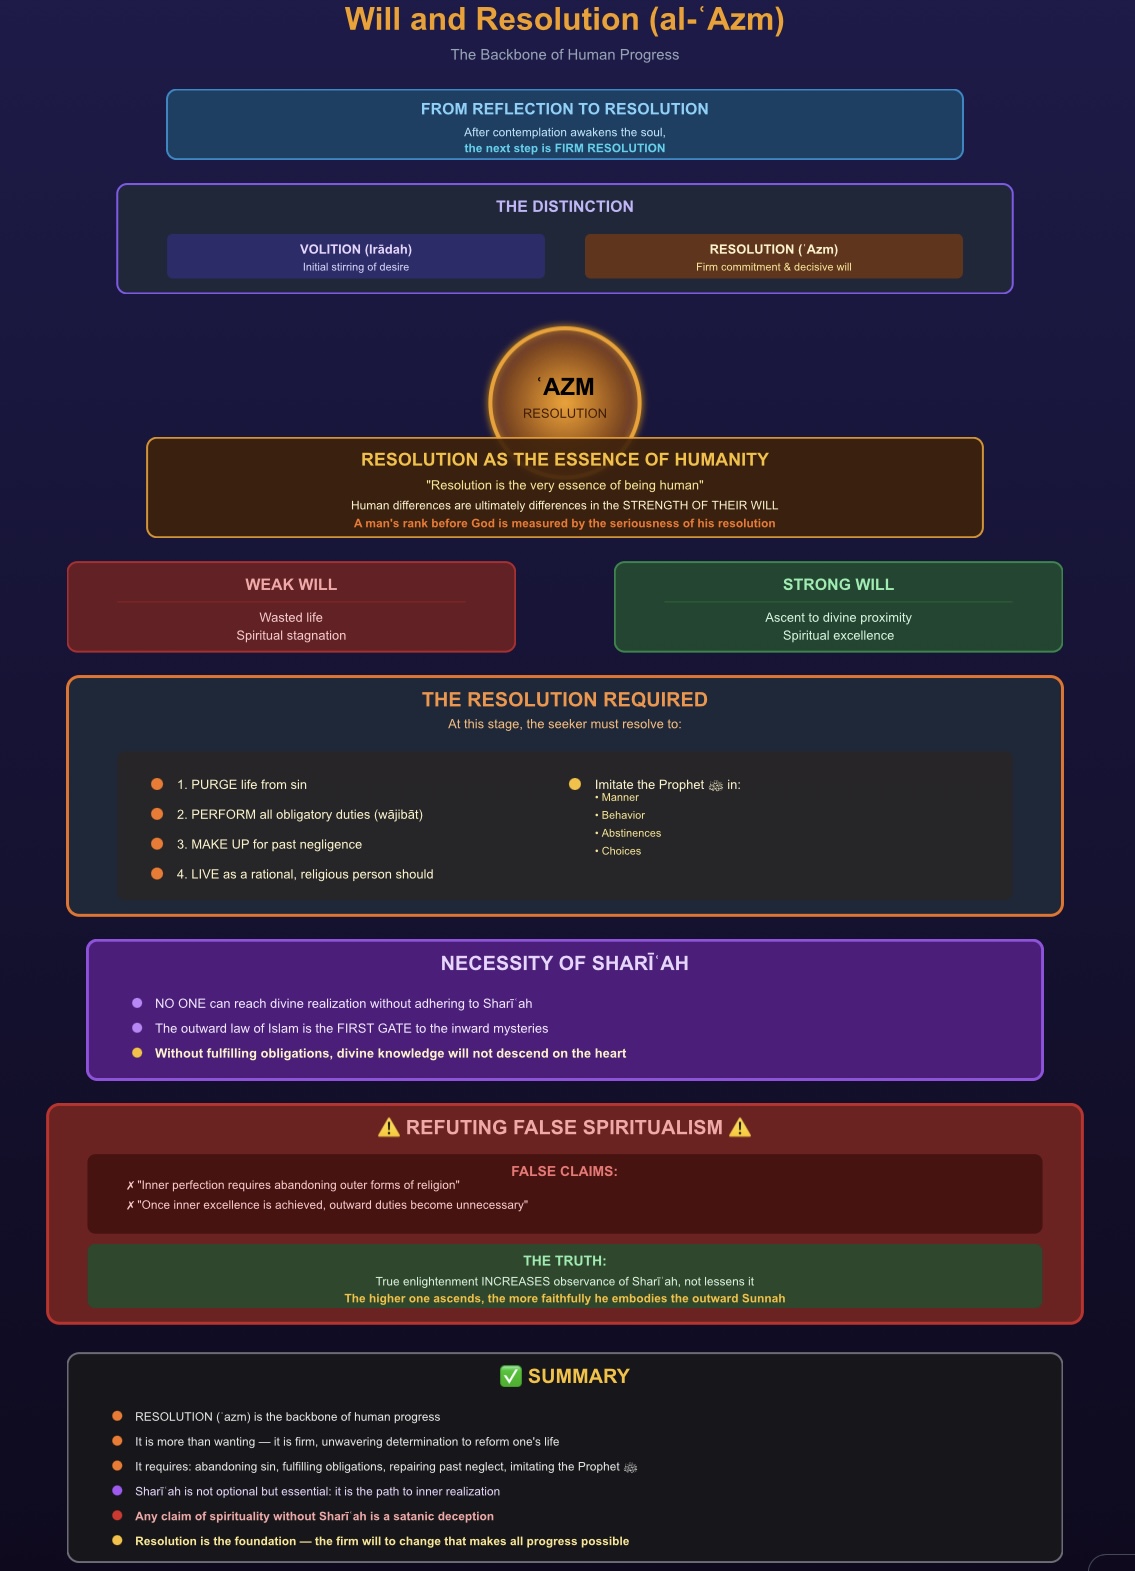 Will and Resolution (al-ʿAzm)
The Backbone of Human Progress
FROM REFLECTION TO RESOLUTION
After contemplation awakens the soul,
the next step is FIRM RESOLUTION
THE DISTINCTION
VOLITION (Irādah)
Initial stirring of desire
RESOLUTION (ʿAzm)
Firm commitment & decisive will
ʿAZM
RESOLUTION
RESOLUTION AS THE ESSENCE OF HUMANITY
"Resolution is the very essence of being human"
Human differences are ultimately differences in the STRENGTH OF THEIR WILL
A man's rank before God is measured by the seriousness of his resolution
WEAK WILL
Wasted life
Spiritual stagnation
STRONG WILL
Ascent to divine proximity
Spiritual excellence
THE RESOLUTION REQUIRED
At this stage, the seeker must resolve to:
1. PURGE life from sin
2. PERFORM all obligatory duties (wājibāt)
3. MAKE UP for past negligence
4. LIVE as a rational, religious person should
Imitate the Prophet ﷺ in:
• Manner
• Behavior
• Abstinences
• Choices
NECESSITY OF SHARĪʿAH
NO ONE can reach divine realization without adhering to Sharīʿah
The outward law of Islam is the FIRST GATE to the inward mysteries
Without fulfilling obligations, divine knowledge will not descend on the heart
⚠️ REFUTING FALSE SPIRITUALISM ⚠️
FALSE CLAIMS:
✗ "Inner perfection requires abandoning outer forms of religion"
✗ "Once inner excellence is achieved, outward duties become unnecessary"
THE TRUTH:
True enlightenment INCREASES observance of Sharīʿah, not lessens it
The higher one ascends, the more faithfully he embodies the outward Sunnah
✅ SUMMARY
RESOLUTION (ʿazm) is the backbone of human progress
It is more than wanting — it is firm, unwavering determination to reform one's life
It requires: abandoning sin, fulfilling obligations, repairing past neglect, imitating the Prophet ﷺ
Sharīʿah is not optional but essential: it is the path to inner realization
Any claim of spirituality without Sharīʿah is a satanic deception
Resolution is the foundation — the firm will to change that makes all progress possible